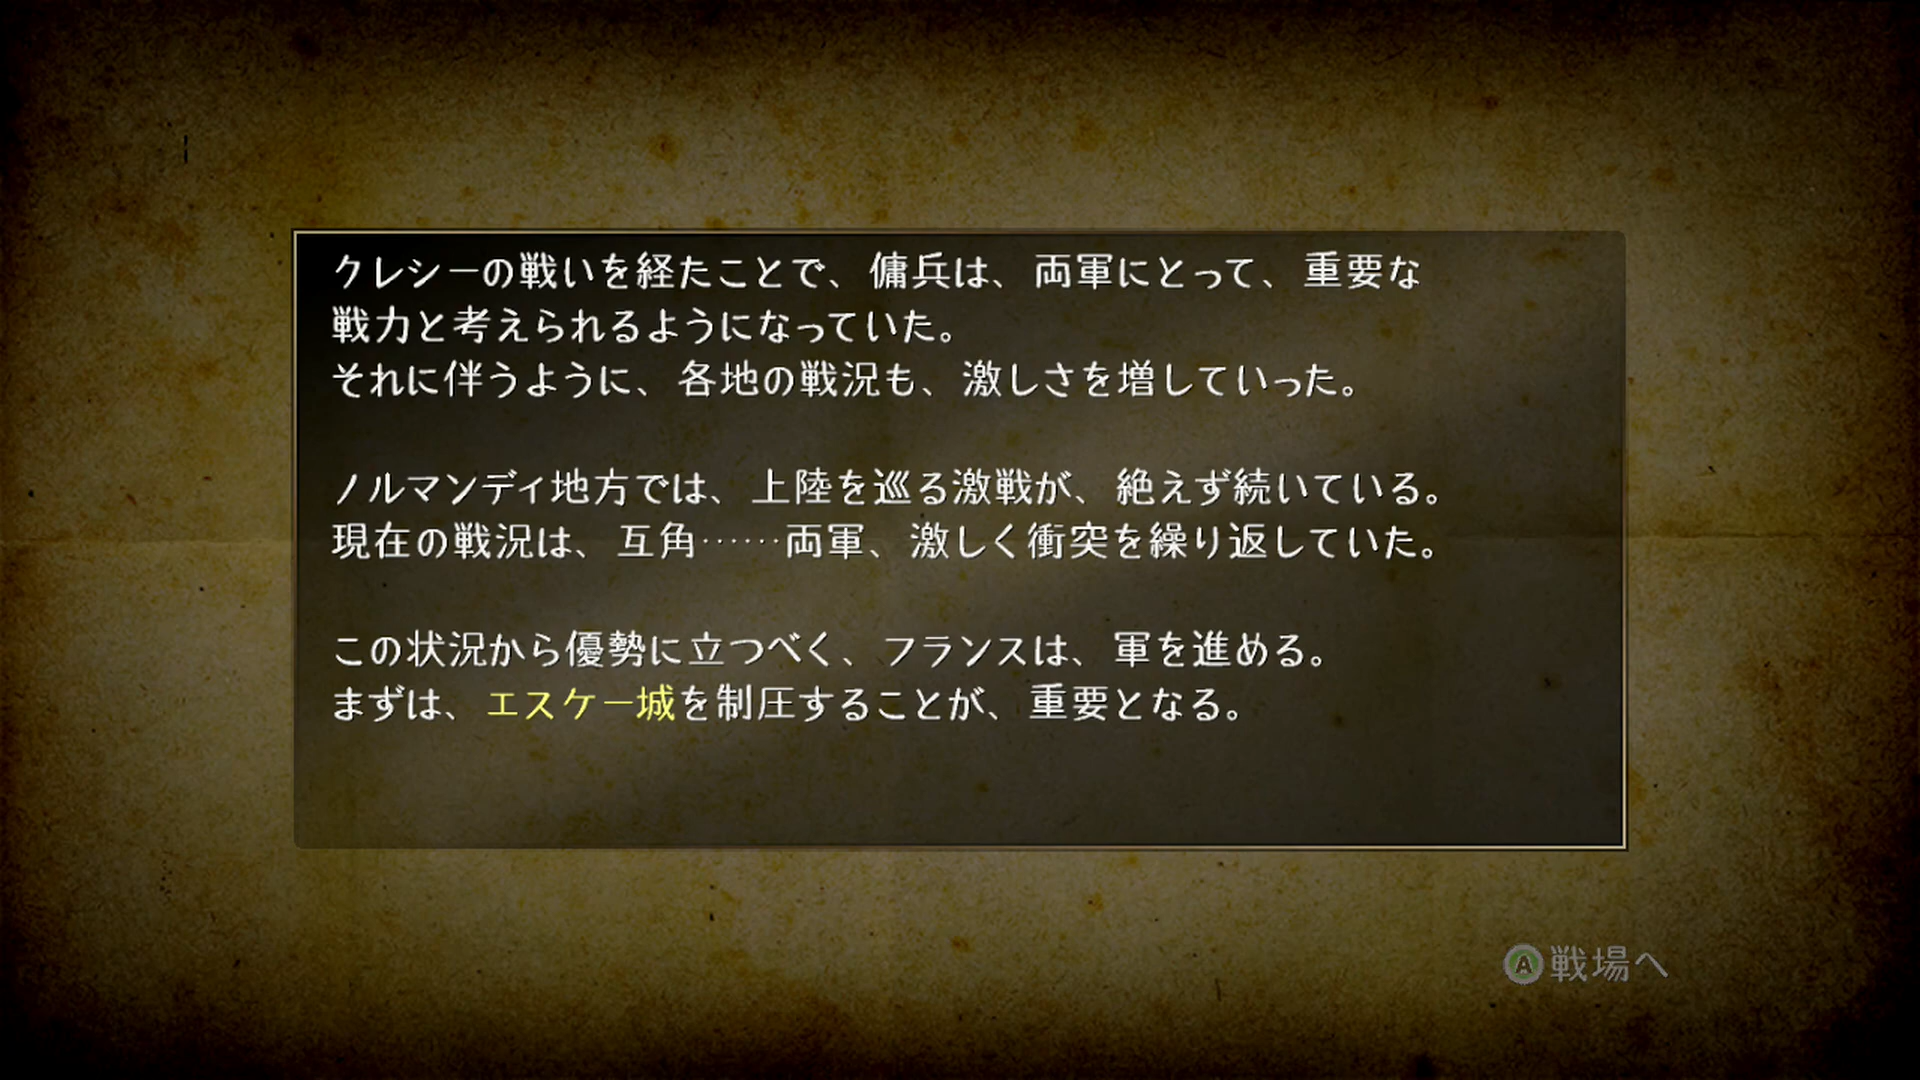 クレシーの戦いを経たことで、傭兵は、両軍にとって、重要な
戦力と考えられるようになっていた。
それに伴うように、各地の戦況も、激しさを増していった。
ノルマンディ地方では、上陸を巡る激戦が、絶えず続いている。
現在の戦況は、互角……両軍、激しく衝突を繰り返していた。
この状況から優勢に立つべく、フランスは、軍を進める。
まずは、エスケー城を制圧することが、重要となる。
A戦場へ